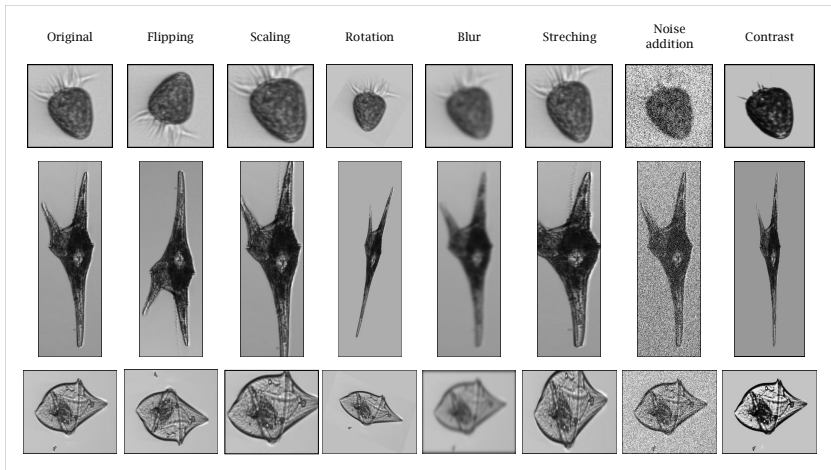 Original
Flipping
Scaling
Rotation
Blur
Streching
Noise
addition
Contrast